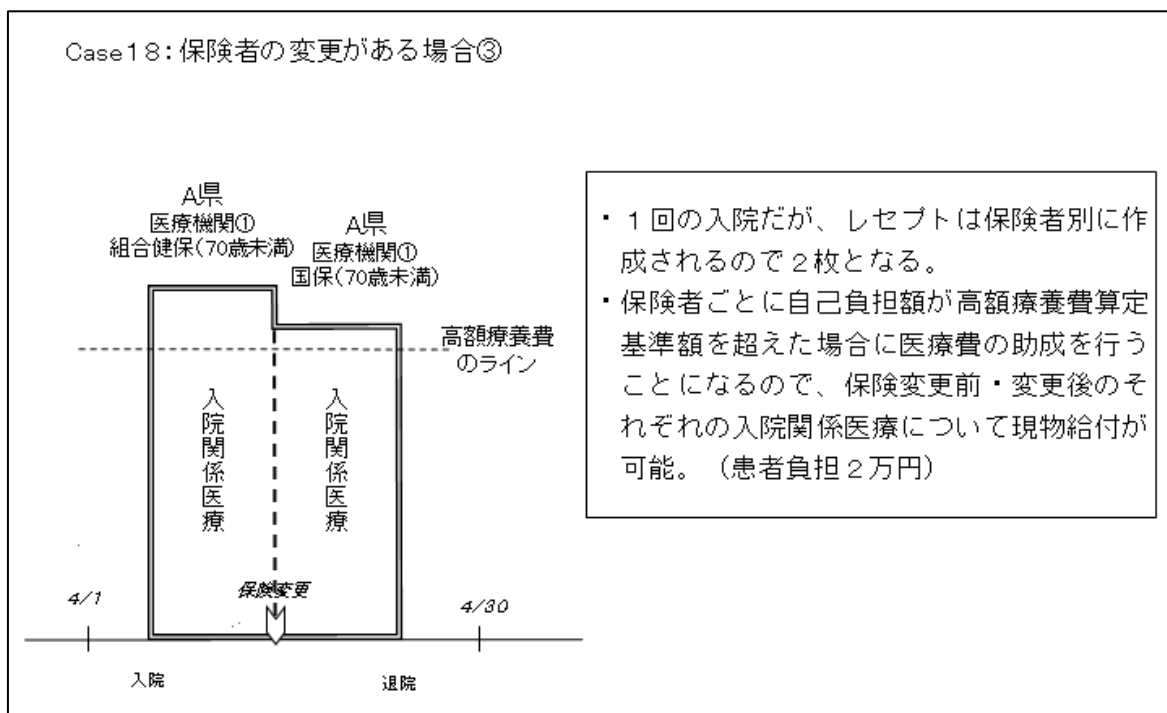 Case18:保険者の変更がある場合③
A県
医療機関①
組合健保(70歳未満)
A県
医療機関①
国保(70歳未満)
高額療養費
のライン
入院関係医療
入院関係医療
保険変更
4/1
4/30
入院
退院
・1回の入院だが、レセプトは保険者別に作
成されるので2枚となる。
・保険者ごとに自己負担額が高額療養費算定
基準額を超えた場合に医療費の助成を行う
ことになるので、保険変更前・変更後のそ
れぞれの入院関係医療について現物給付が
可能。(患者負担2万円)